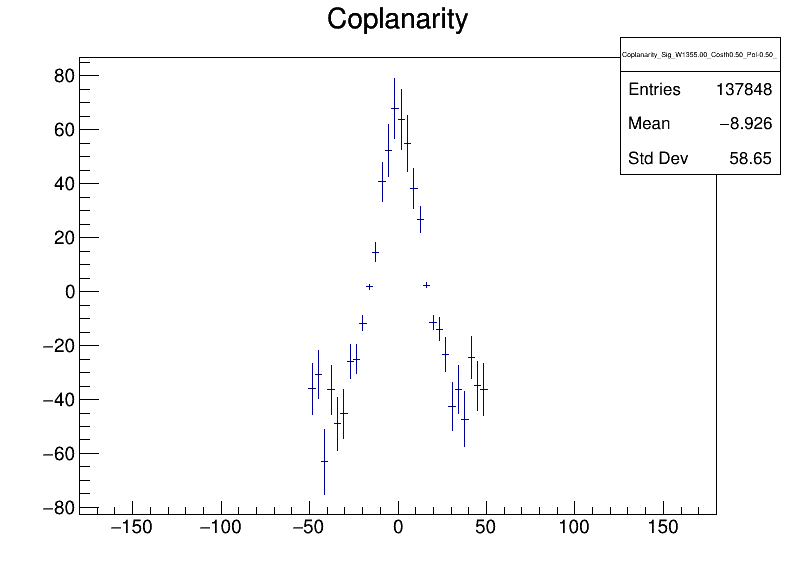 Coplanarity
Coplanarity_Sig_W1355.00_Costh0.50_Pol-0.50_
Entries 137848
Mean −8.926
Std Dev 58.65
80
60
40
20
0
−20
−40
−60
−80
−150 −100 −50 0 50 100 150